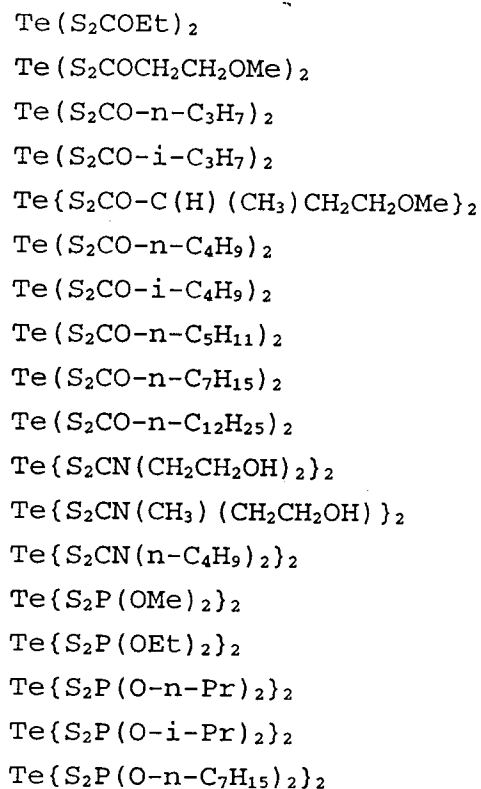 Te(S₂COEt)₂
Te(S₂COCH₂CH₂OMe)₂
Te(S₂CO-n-C₃H₇)₂
Te(S₂CO-i-C₃H₇)₂
Te{S₂CO-C(H)(CH₃)CH₂CH₂OMe}₂
Te(S₂CO-n-C₄H₉)₂
Te(S₂CO-i-C₄H₉)₂
Te(S₂CO-n-C₅H₁₁)₂
Te(S₂CO-n-C₇H₁₅)₂
Te(S₂CO-n-C₁₂H₂₅)₂
Te{S₂CN(CH₂CH₂OH)₂}₂
Te{S₂CN(CH₃)(CH₂CH₂OH)}₂
Te{S₂CN(n-C₄H₉)₂}₂
Te{S₂P(OMe)₂}₂
Te{S₂P(OEt)₂}₂
Te{S₂P(O-n-Pr)₂}₂
Te{S₂P(O-i-Pr)₂}₂
Te{S₂P(O-n-C₇H₁₅)₂}₂